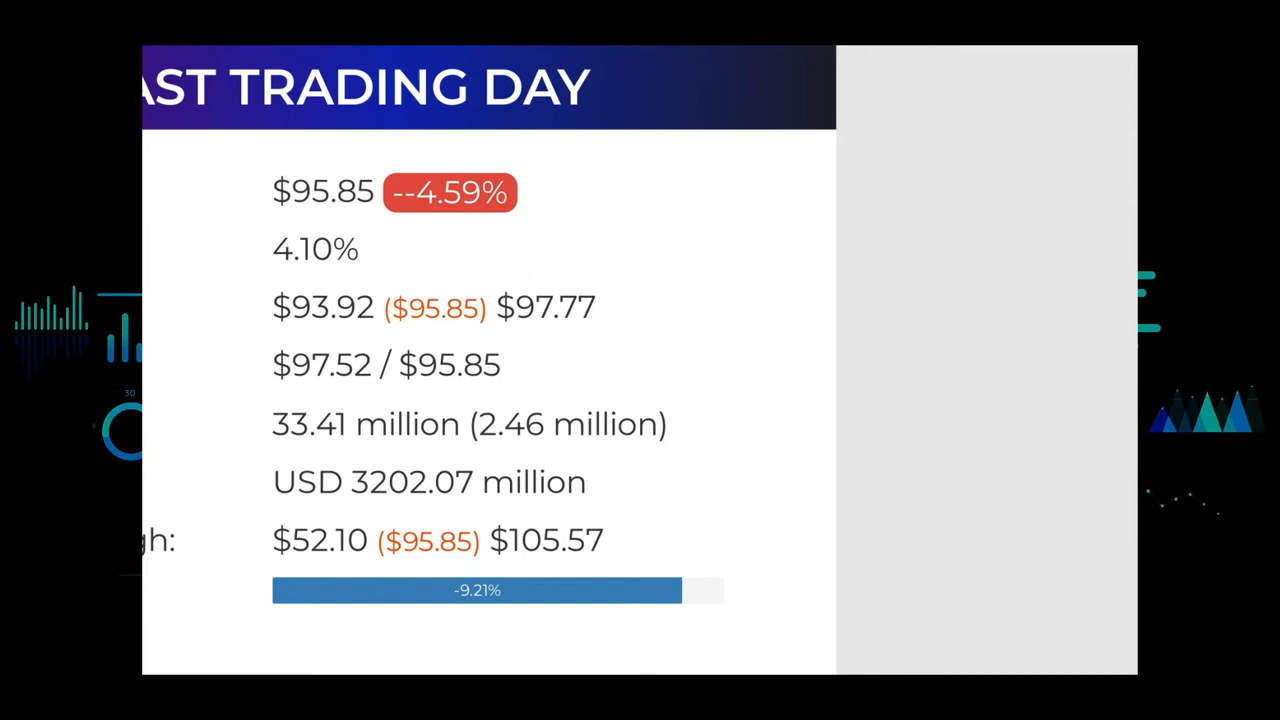 AST TRADING DAY
$95.85 --4.59%
4.10%
$93.92 ($95.85) $97.77
$97.52 / $95.85
33.41 million (2.46 million)
USD 3202.07 million
gh: $52.10 ($95.85) $105.57
-9.21%
30